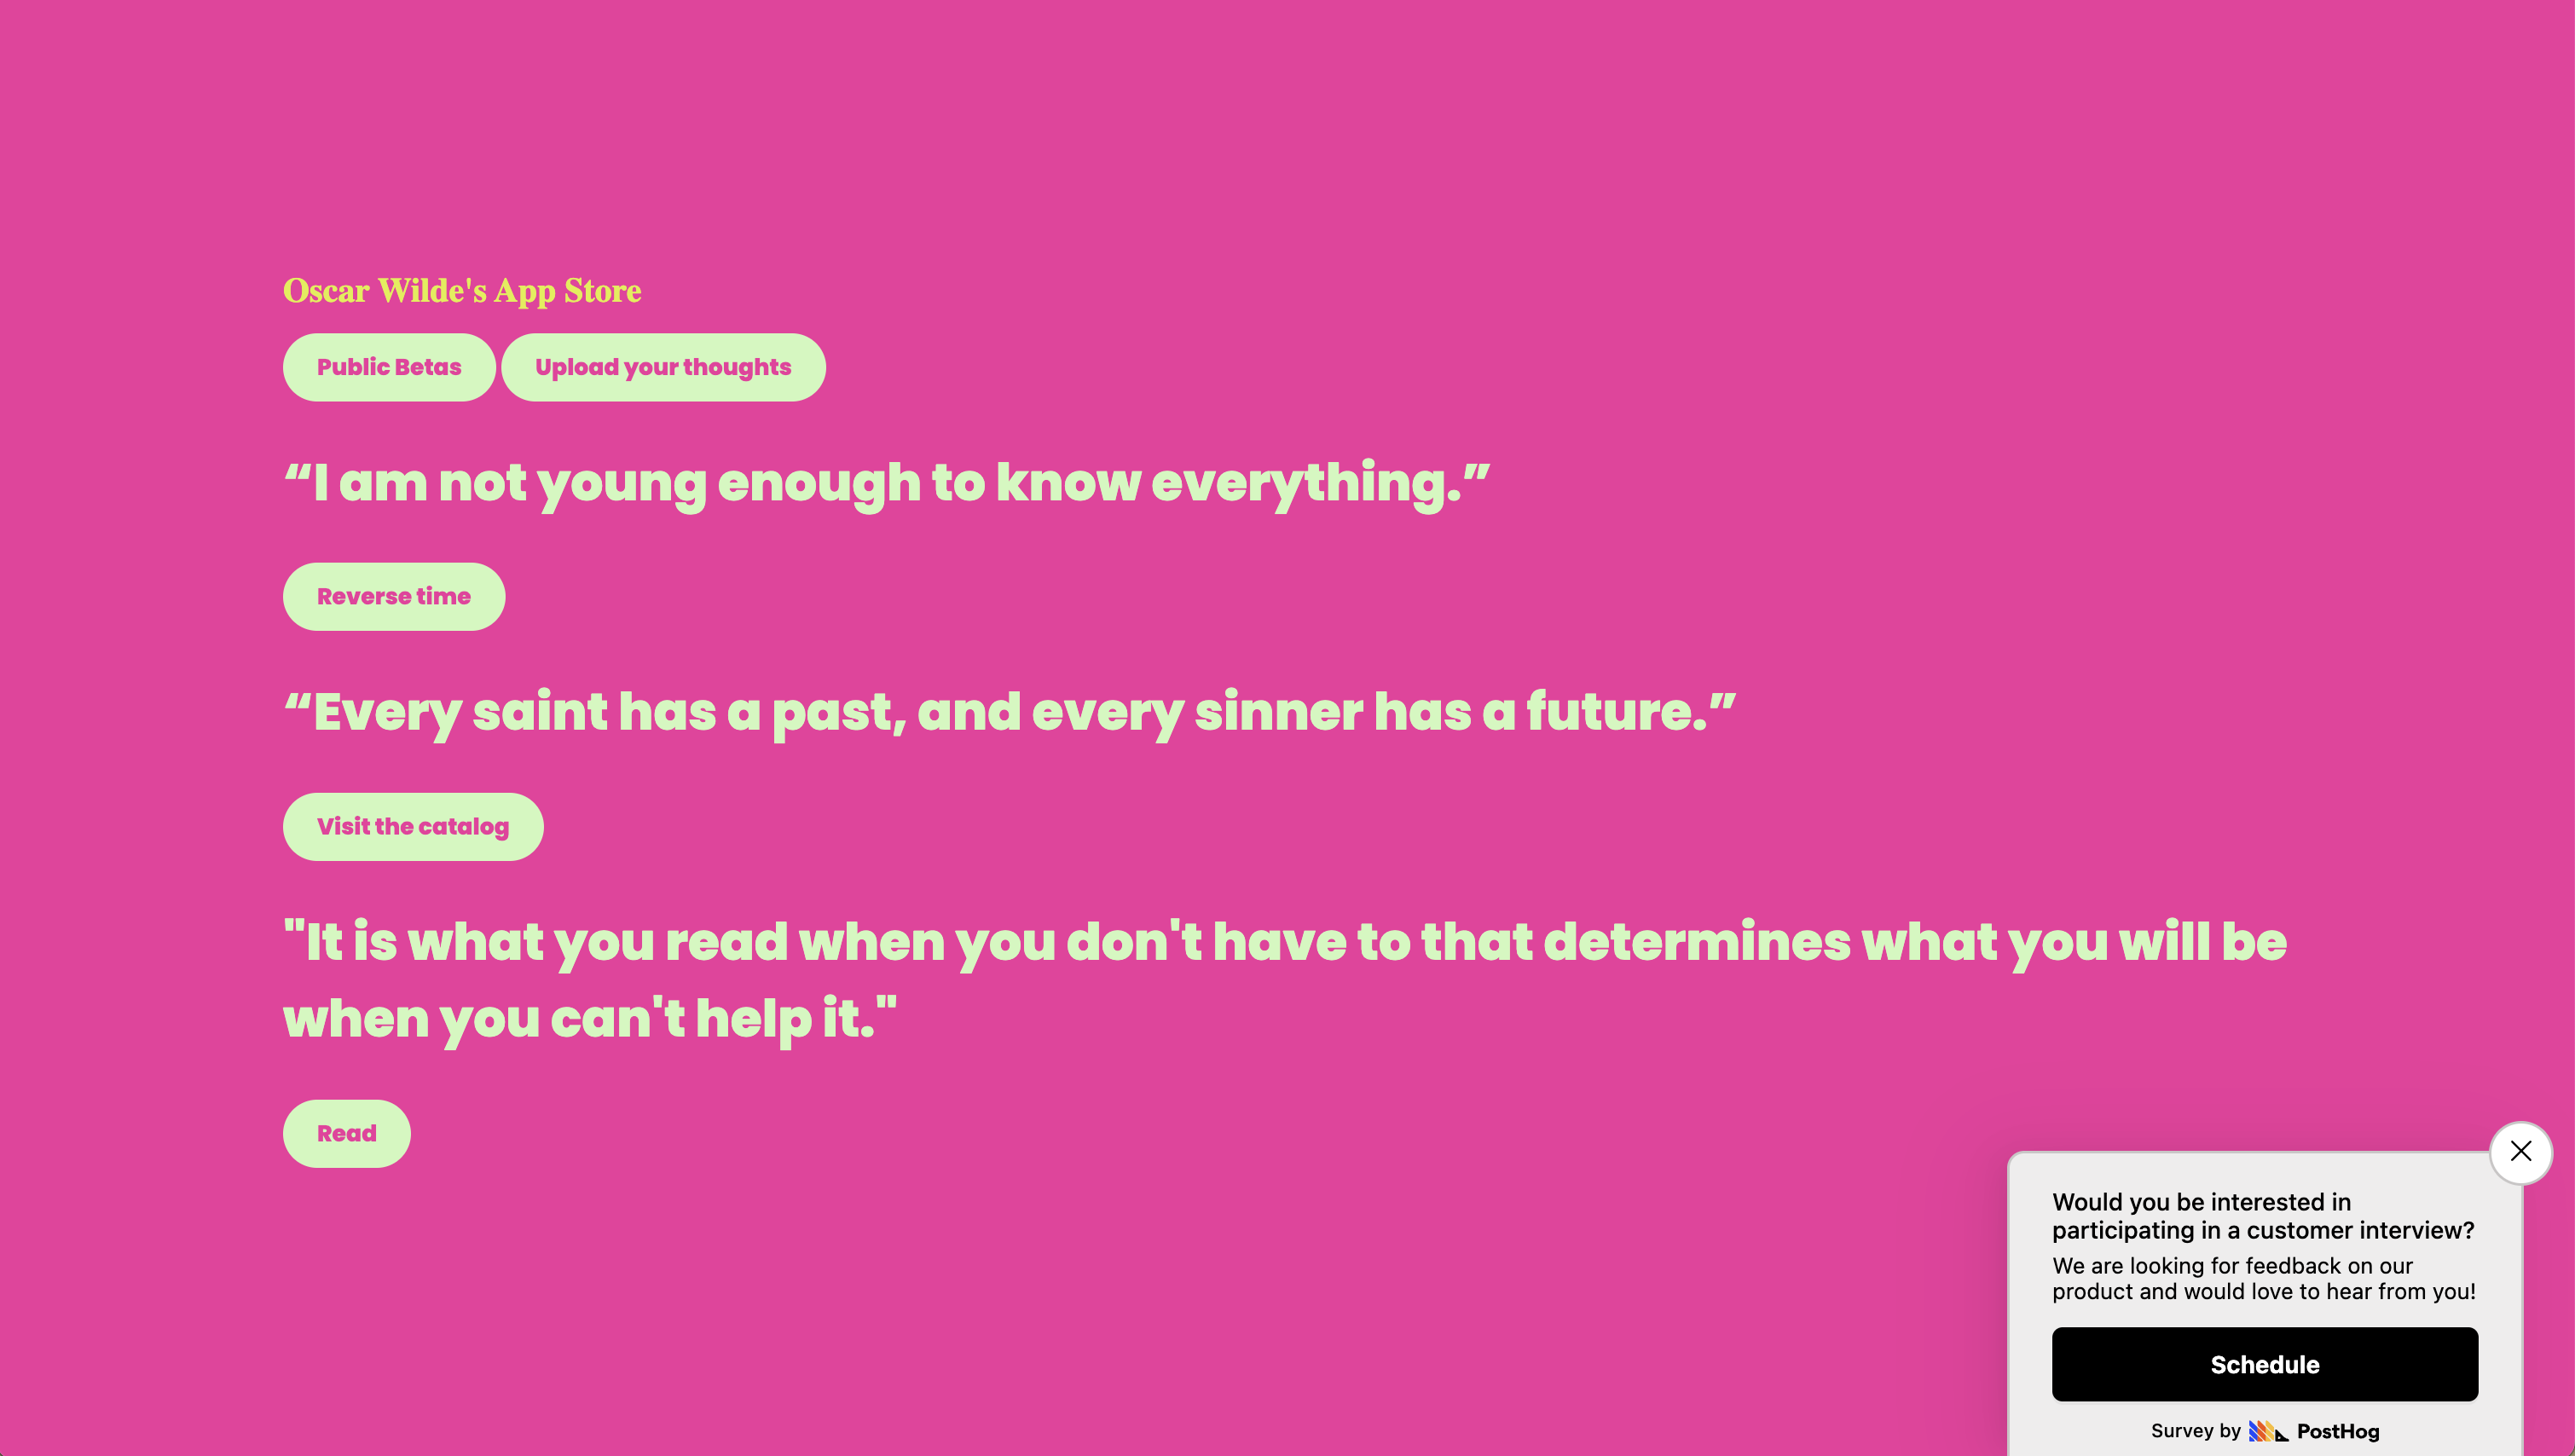 Oscar Wilde's App Store
Public Betas Upload your thoughts
“I am not young enough to know everything.”
Reverse time
“Every saint has a past, and every sinner has a future.”
Visit the catalog
"It is what you read when you don't have to that determines what you will be
when you can't help it."
Read
Would you be interested in
participating in a customer interview?
We are looking for feedback on our
product and would love to hear from you!
Schedule
Survey by PostHog